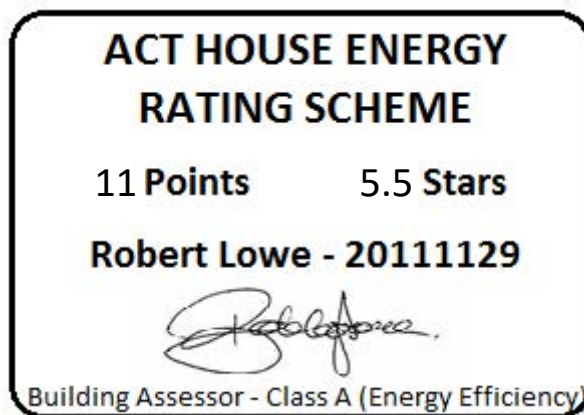 ACT HOUSE ENERGY
RATING SCHEME
11 Points 5.5 Stars
Robert Lowe - 20111129
Building Assessor - Class A (Energy Efficiency)